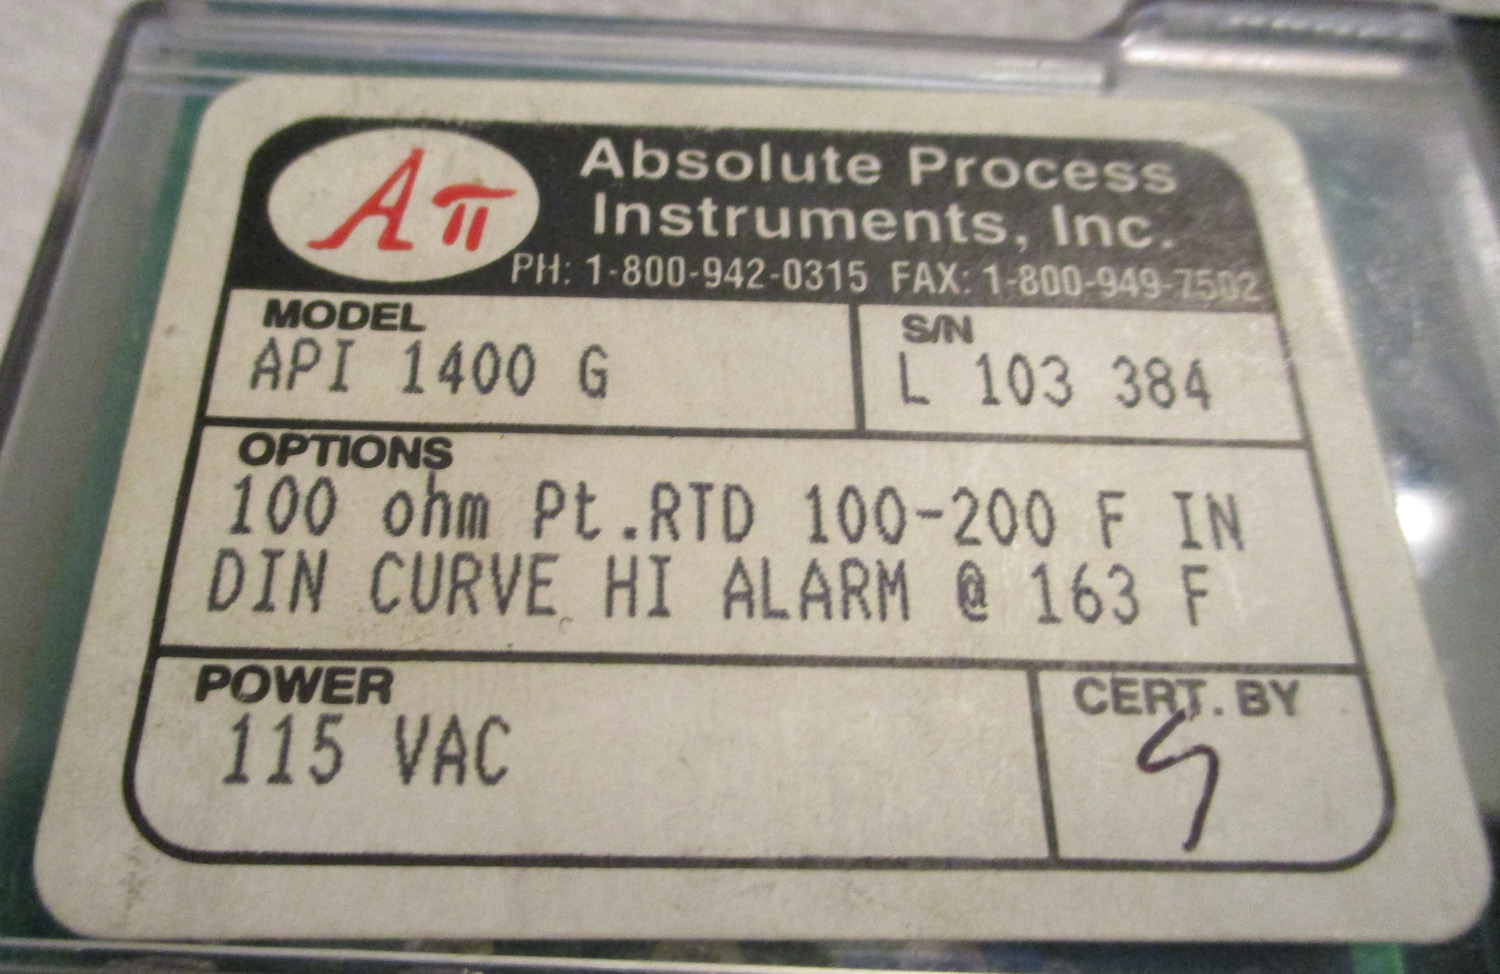 Aπ
Absolute Process
Instruments, Inc.
PH: 1-800-942-0315 FAX: 1-800-949-7502
MODEL
API 1400 G
S/N
L 103 384
OPTIONS
100 ohm Pt.RTD 100-200 F IN
DIN CURVE HI ALARM @ 163 F
POWER
115 VAC
CERT. BY